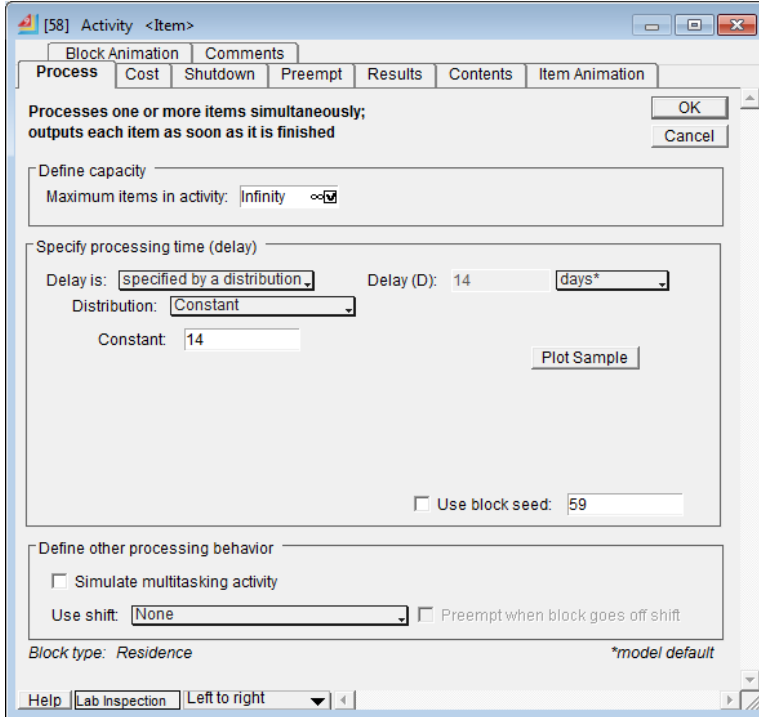 [58] Activity <Item>
Block Animation Comments
Process Cost Shutdown Preempt Results Contents Item Animation
Processes one or more items simultaneously; OK
outputs each item as soon as it is finished Cancel
Define capacity
Maximum items in activity: Infinity ∞
Specify processing time (delay)
Delay is: specified by a distribution Delay (D): 14 days*
Distribution: Constant
Constant: 14
Plot Sample
Use block seed: 59
Define other processing behavior
Simulate multitasking activity
Use shift: None Preempt when block goes off shift
Block type: Residence *model default
Help Lab Inspection Left to right